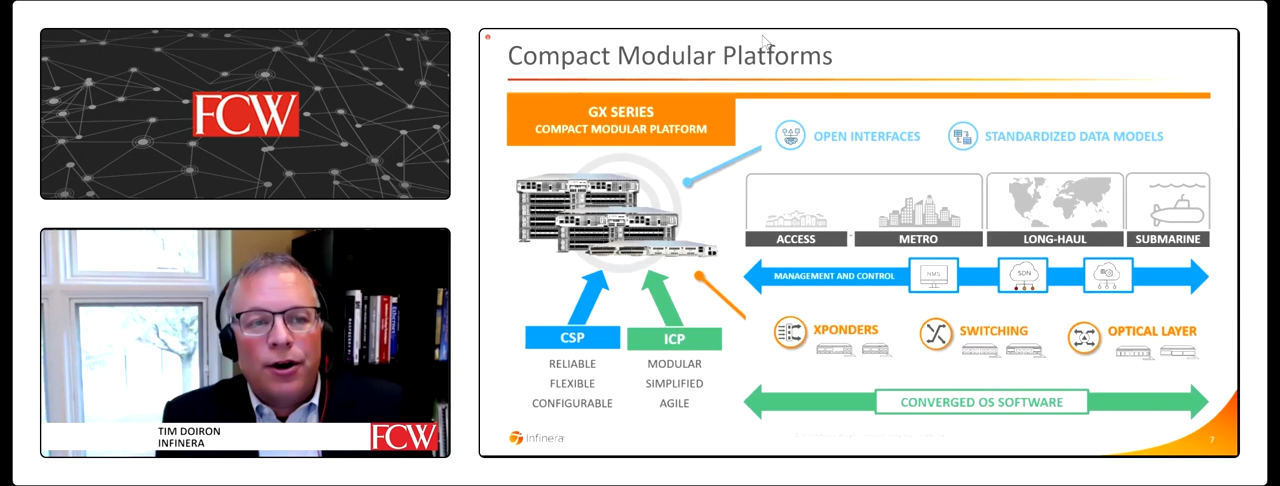 FCW
TIM DOIRON
INFINERA
FCW
Compact Modular Platforms
GX SERIES
COMPACT MODULAR PLATFORM
OPEN INTERFACES
STANDARDIZED DATA MODELS
ACCESS
METRO
LONG-HAUL
SUBMARINE
MANAGEMENT AND CONTROL
NMS
SDN
CSP
ICP
RELIABLE
FLEXIBLE
CONFIGURABLE
MODULAR
SIMPLIFIED
AGILE
XPONDERS
SWITCHING
OPTICAL LAYER
CONVERGED OS SOFTWARE
Infinera
7